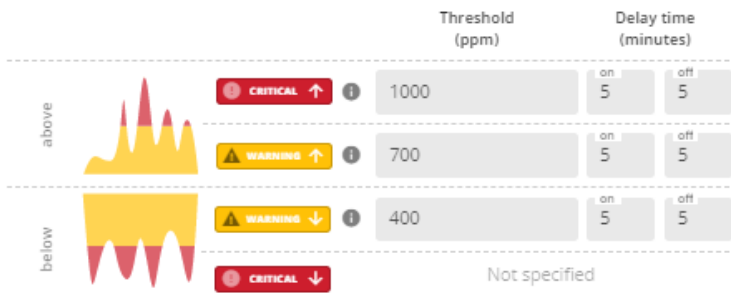 Threshold
(ppm)
Delay time
(minutes)
above
CRITICAL
1000
on
5
off
5
WARNING
700
on
5
off
5
below
WARNING
400
on
5
off
5
CRITICAL
Not specified